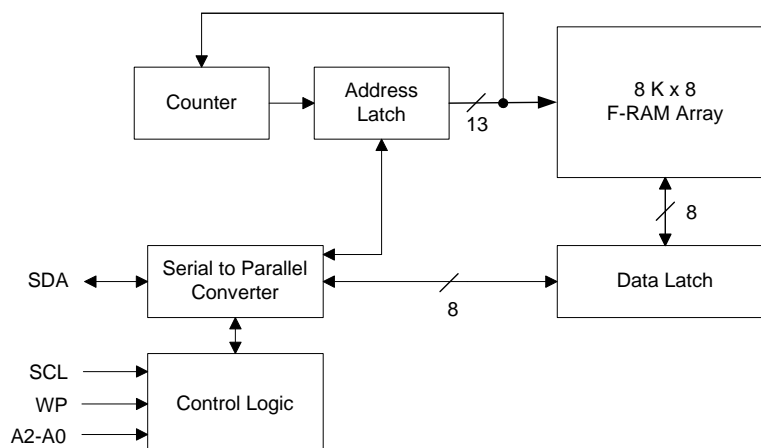 Counter
Address
Latch
13
8 K x 8
F-RAM Array
8
SDA
Serial to Parallel
Converter
8
Data Latch
SCL
WP
A2-A0
Control Logic